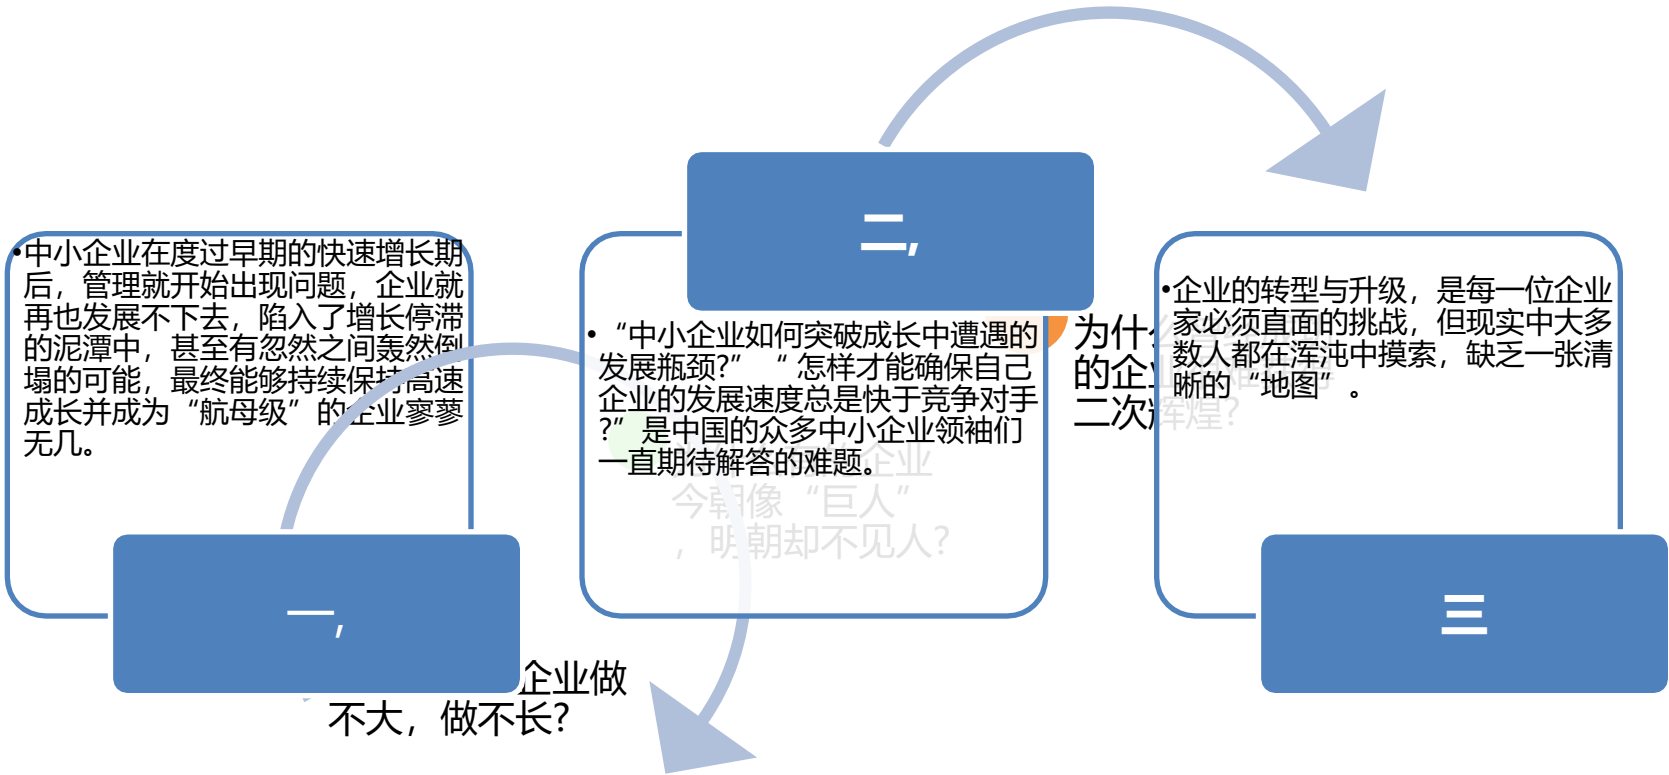 •中小企业在度过早期的快速增长期
后，管理就开始出现问题，企业就
再也发展不下去，陷入了增长停滞
的泥潭中，甚至有忽然之间轰然倒
塌的可能，最终能够持续保持高速
成长并成为“航母级”的企业寥寥
无几。
一,
企业做
不大，做不长?
二,
•“中小企业如何突破成长中遭遇的
发展瓶颈?”“怎样才能确保自己
企业的发展速度总是快于竞争对手
?”是中国的众多中小企业领袖们
一直期待解答的难题。
企业
今朝像“巨人”
，明朝却不见人?
为什
的企业
二次辉煌?
•企业的转型与升级，是每一位企业
家必须直面的挑战，但现实中大多
数人都在浑沌中摸索，缺乏一张清
晰的“地图”。
三